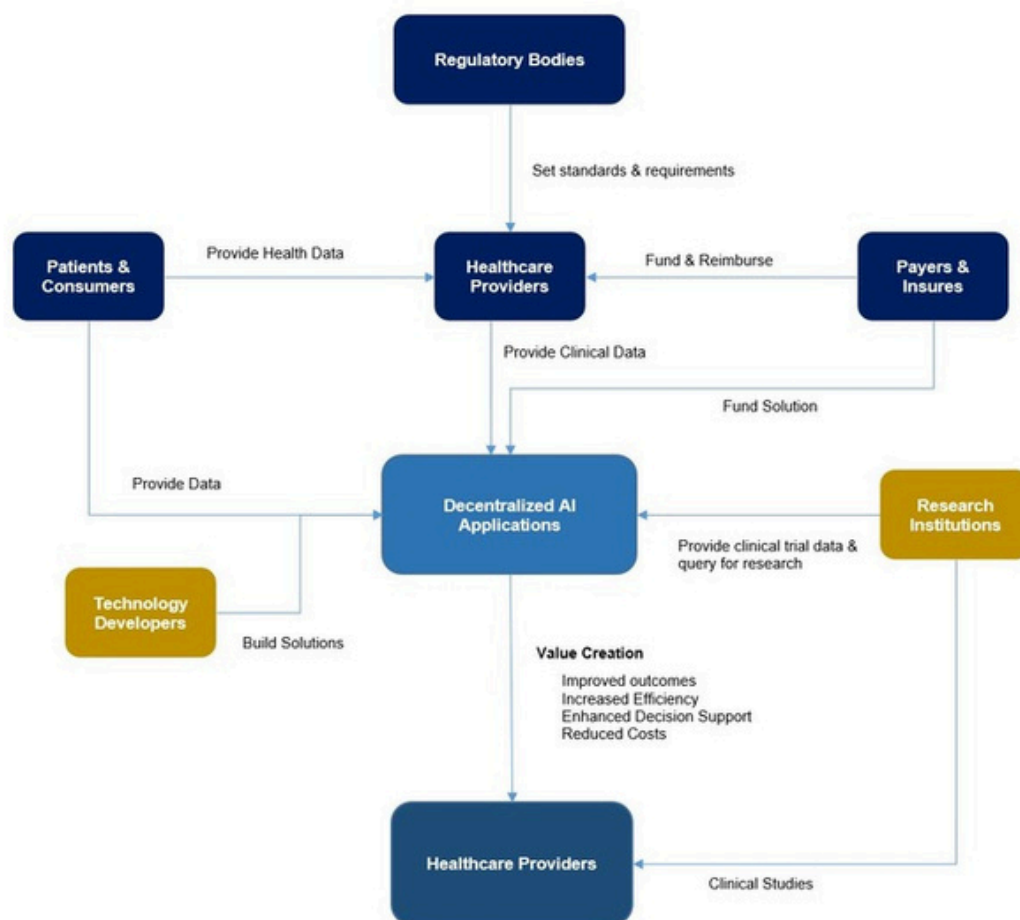 Regulatory Bodies
Set standards & requirements
Patients &
Consumers
Provide Health Data
Healthcare
Providers
Fund & Reimburse
Payers &
Insures
Provide Clinical Data
Fund Solution
Provide Data
Decentralized AI
Applications
Research
Institutions
Provide clinical trial data &
query for research
Technology
Developers
Build Solutions
Value Creation
Improved outcomes
Increased Efficiency
Enhanced Decision Support
Reduced Costs
Healthcare Providers
Clinical Studies